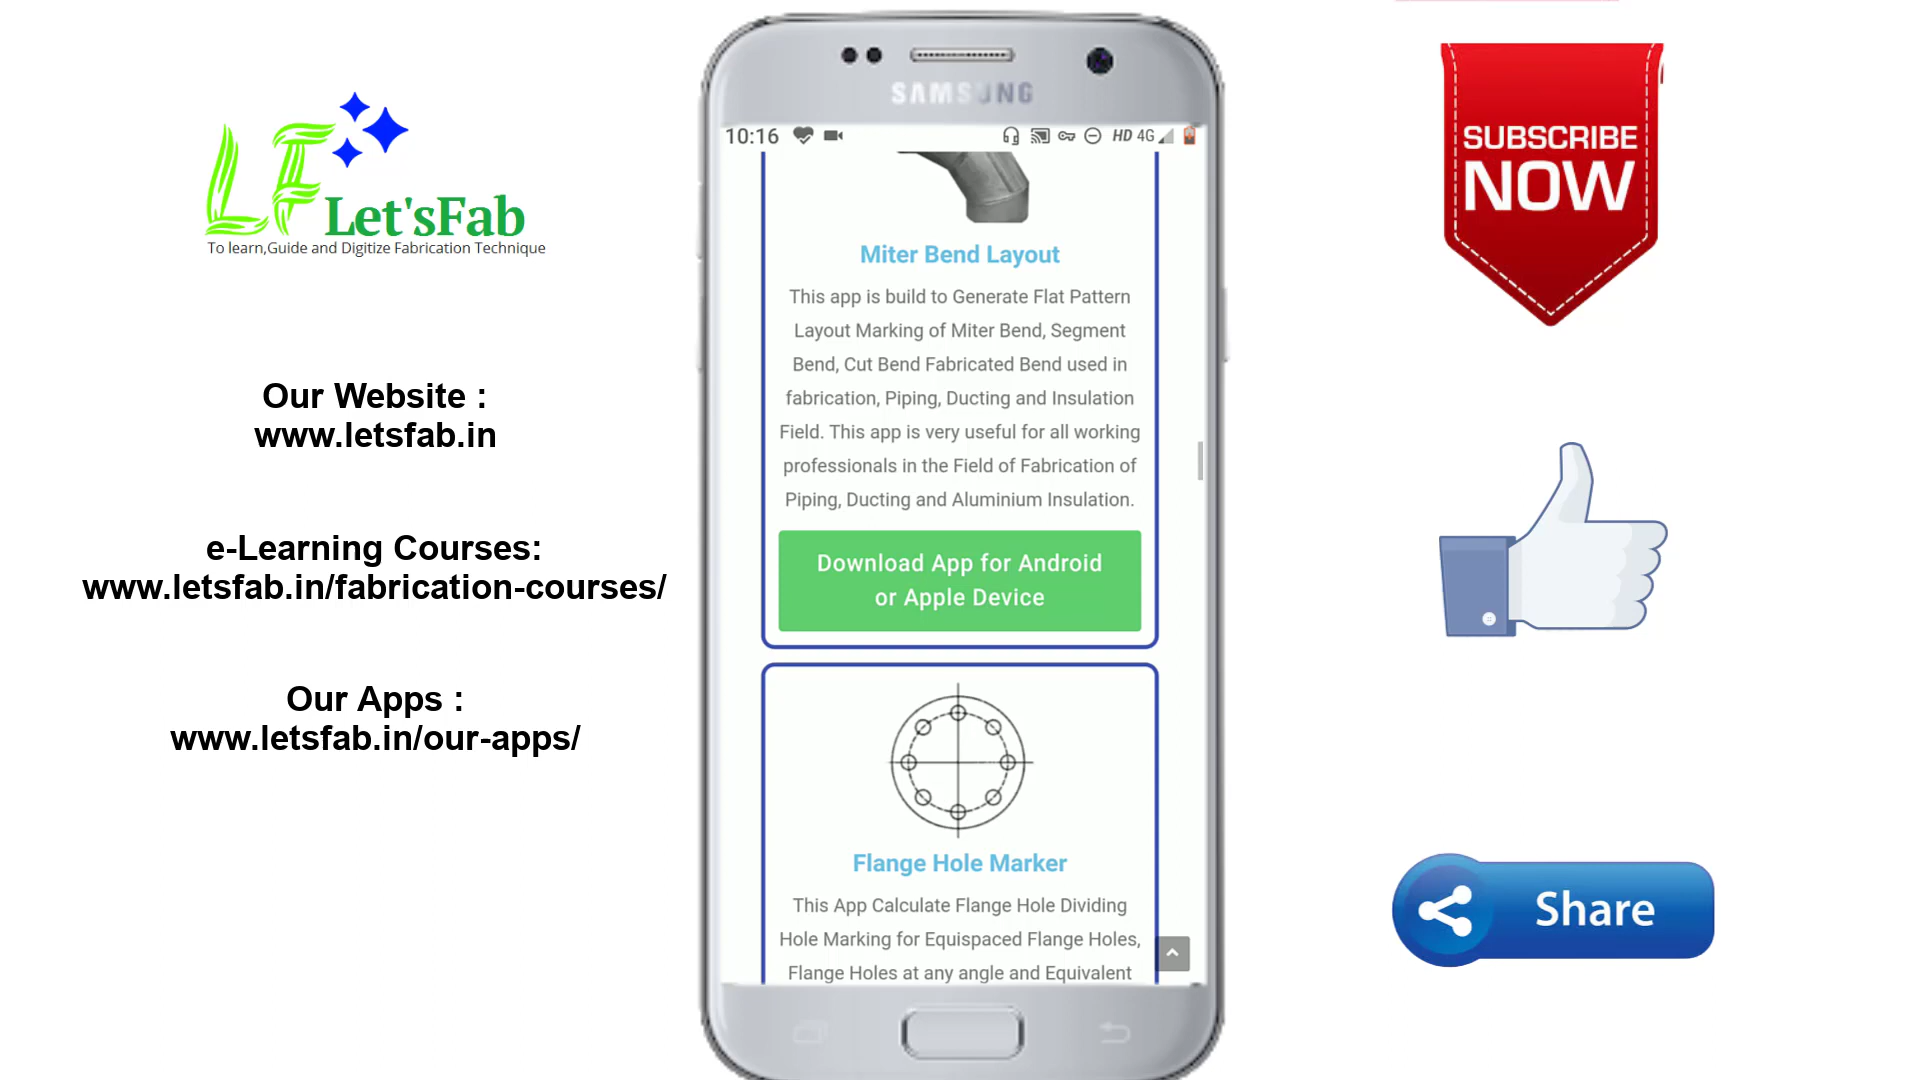 LF Let'sFab
To learn,Guide and Digitize Fabrication Technique
Our Website :
www.letsfab.in
e-Learning Courses:
www.letsfab.in/fabrication-courses/
Our Apps :
www.letsfab.in/our-apps/
SAMSUNG
10:16 HD 4G
Miter Bend Layout
This app is build to Generate Flat Pattern
Layout Marking of Miter Bend, Segment
Bend, Cut Bend Fabricated Bend used in
fabrication, Piping, Ducting and Insulation
Field. This app is very useful for all working
professionals in the Field of Fabrication of
Piping, Ducting and Aluminium Insulation.
Download App for Android
or Apple Device
Flange Hole Marker
This App Calculate Flange Hole Dividing
Hole Marking for Equispaced Flange Holes,
Flange Holes at any angle and Equivalent
SUBSCRIBE
NOW
Share